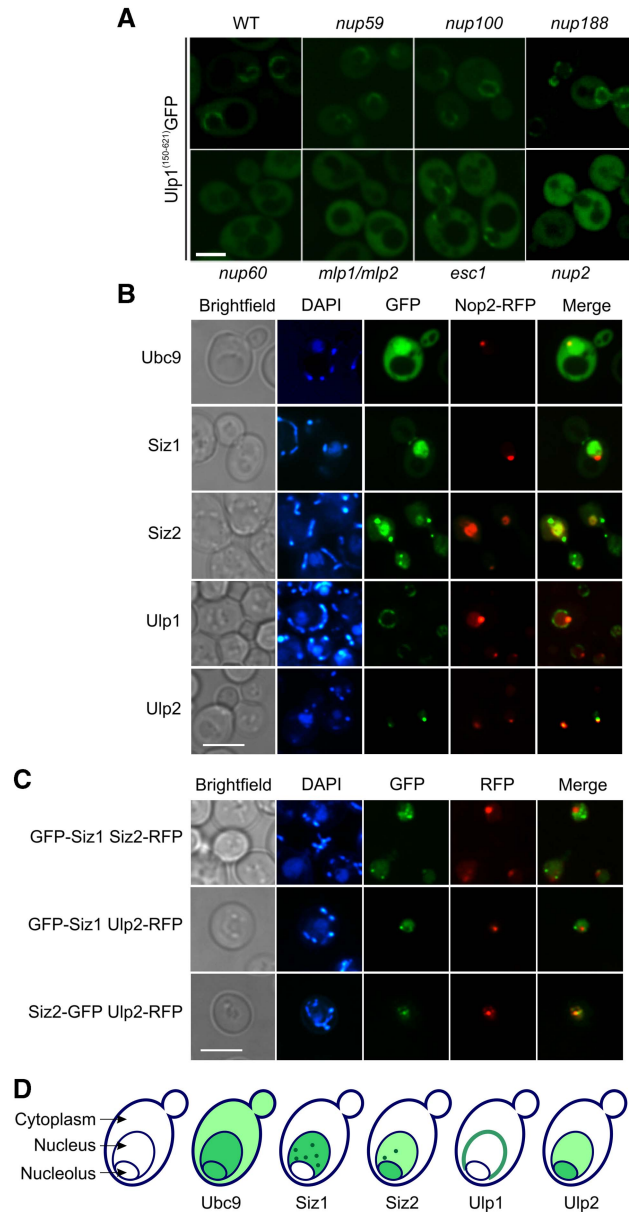 A
WT nup59 nup100 nup188
Ulp1(150-621)GFP
nup60 mlp1/mlp2 esc1 nup2
B
Brightfield DAPI GFP Nop2-RFP Merge
Ubc9
Siz1
Siz2
Ulp1
Ulp2
C
Brightfield DAPI GFP RFP Merge
GFP-Siz1 Siz2-RFP
GFP-Siz1 Ulp2-RFP
Siz2-GFP Ulp2-RFP
D
Cytoplasm
Nucleus
Nucleolus
Ubc9 Siz1 Siz2 Ulp1 Ulp2